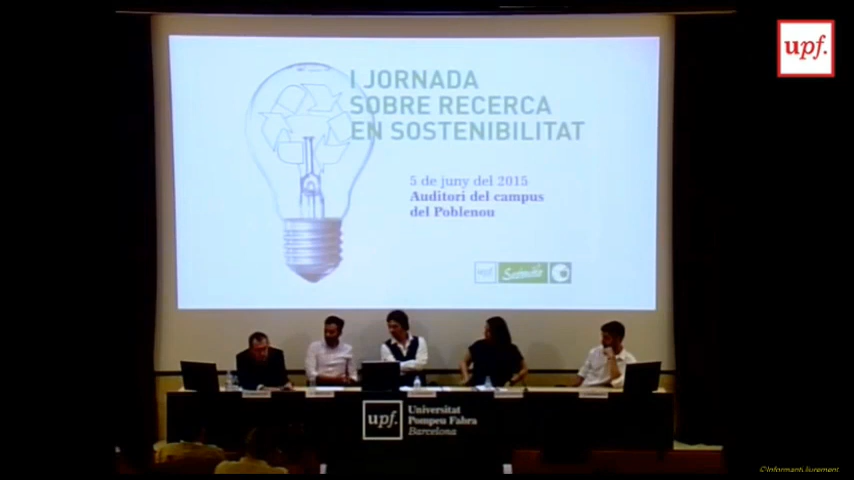 upf.
I JORNADA
SOBRE RECERCA
EN SOSTENIBILITAT
5 de juny del 2015
Auditori del campus
del Poblenou
upf
upf.
Universitat
Pompeu Fabra
Barcelona